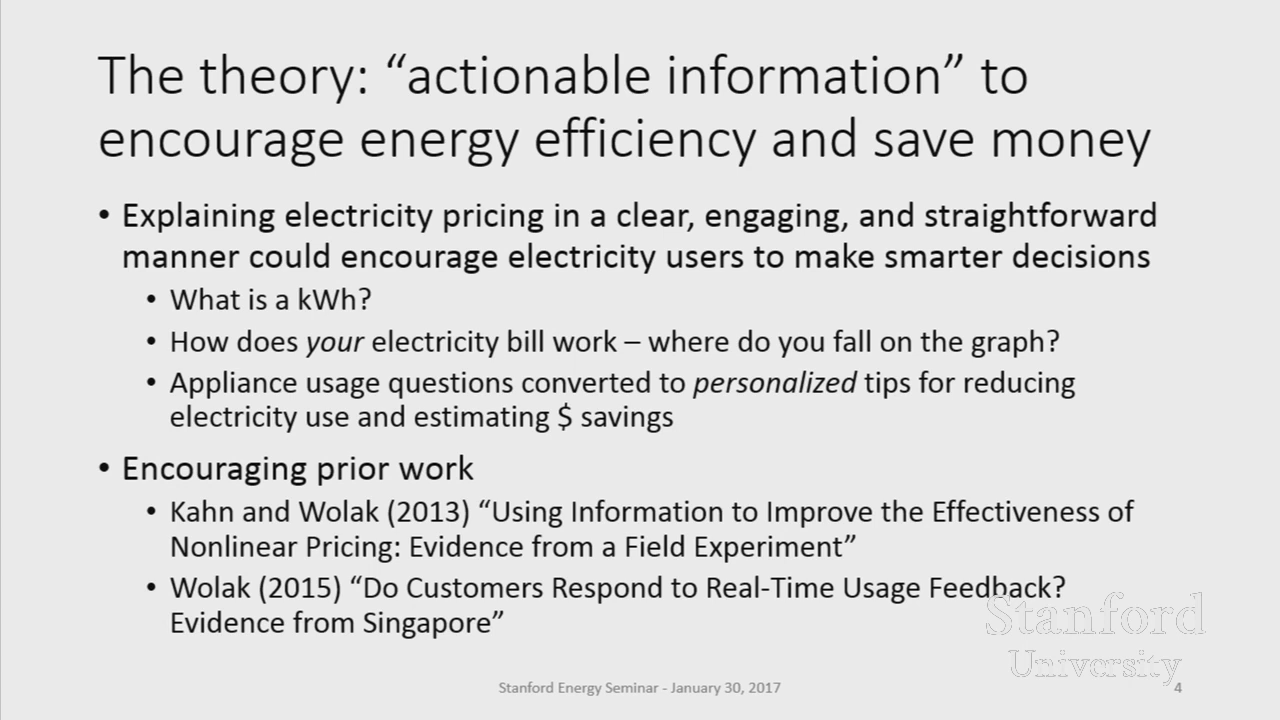 The theory: “actionable information” to
encourage energy efficiency and save money
• Explaining electricity pricing in a clear, engaging, and straightforward
manner could encourage electricity users to make smarter decisions
• What is a kWh?
• How does your electricity bill work – where do you fall on the graph?
• Appliance usage questions converted to personalized tips for reducing
electricity use and estimating $ savings
• Encouraging prior work
• Kahn and Wolak (2013) “Using Information to Improve the Effectiveness of
Nonlinear Pricing: Evidence from a Field Experiment”
• Wolak (2015) “Do Customers Respond to Real-Time Usage Feedback?
Evidence from Singapore”
Stanford
University
Stanford Energy Seminar - January 30, 2017
4